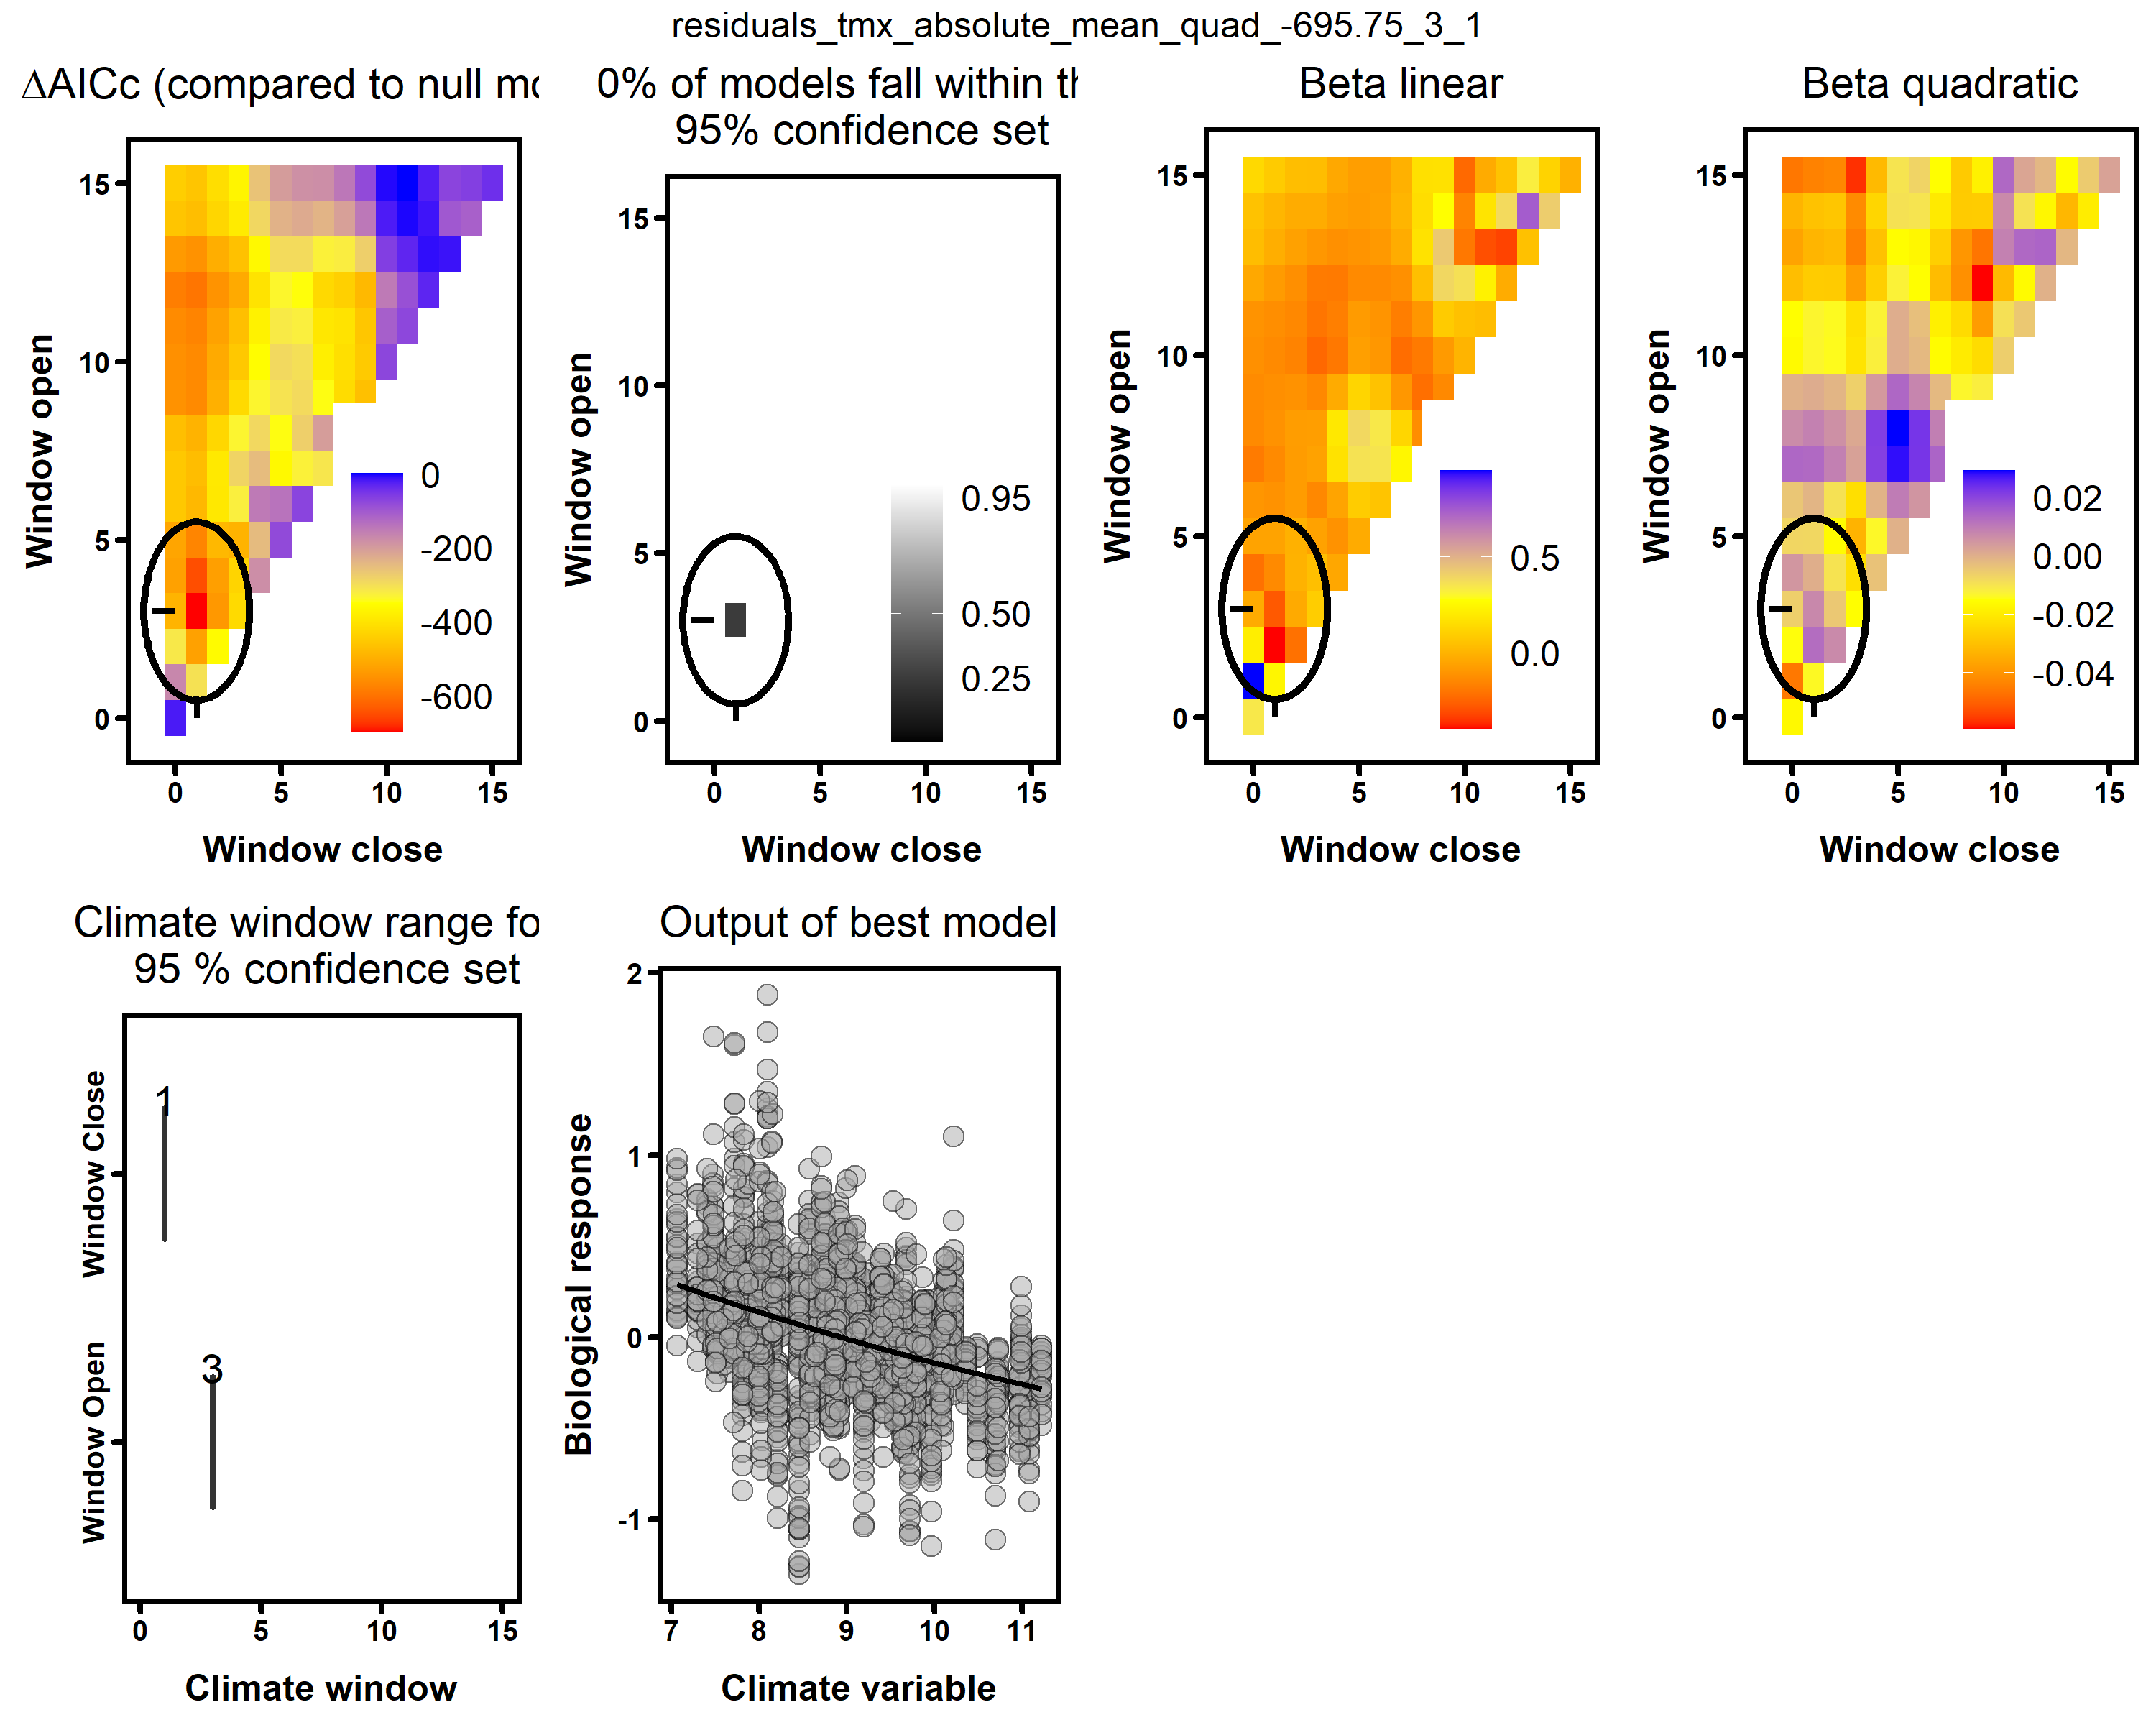 residuals_tmx_absolute_mean_quad_-695.75_3_1
ΔAICc (compared to null mo
15
10
5
0
0
-200
-400
-600
0 5 10 15
Window open
Window close
0% of models fall within th
95% confidence set
15
10
5
0
0.95
0.50
0.25
0 5 10 15
Window open
Window close
Beta linear
15
10
5
0
0.5
0.0
0 5 10 15
Window open
Window close
Beta quadratic
15
10
5
0
0.02
0.00
-0.02
-0.04
0 5 10 15
Window open
Window close
Climate window range fo
95 % confidence set
Window Close
Window Open
1
3
0 5 10 15
Climate window
Output of best model
2
1
0
-1
7 8 9 10 11
Biological response
Climate variable